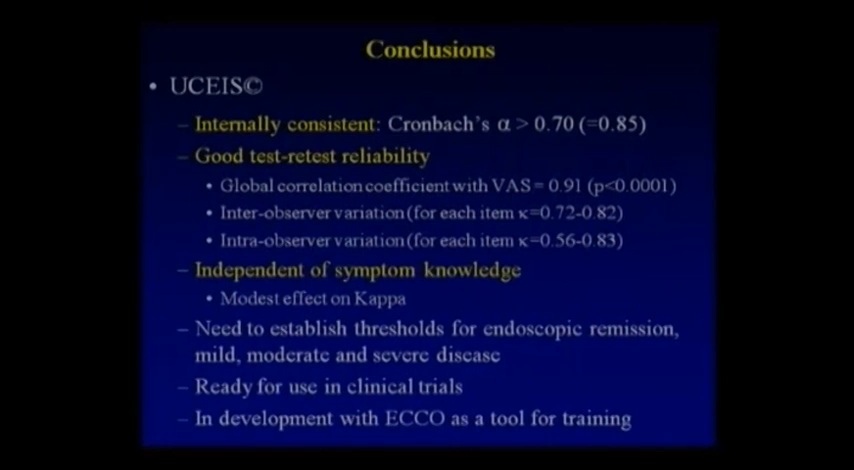 Conclusions
• UCEIS©
– Internally consistent: Cronbach's α > 0.70 (=0.85)
– Good test-retest reliability
• Global correlation coefficient with VAS = 0.91 (p<0.0001)
• Inter-observer variation (for each item κ=0.72-0.82)
• Intra-observer variation (for each item κ=0.56-0.83)
– Independent of symptom knowledge
• Modest effect on Kappa
– Need to establish thresholds for endoscopic remission,
mild, moderate and severe disease
– Ready for use in clinical trials
– In development with ECCO as a tool for training